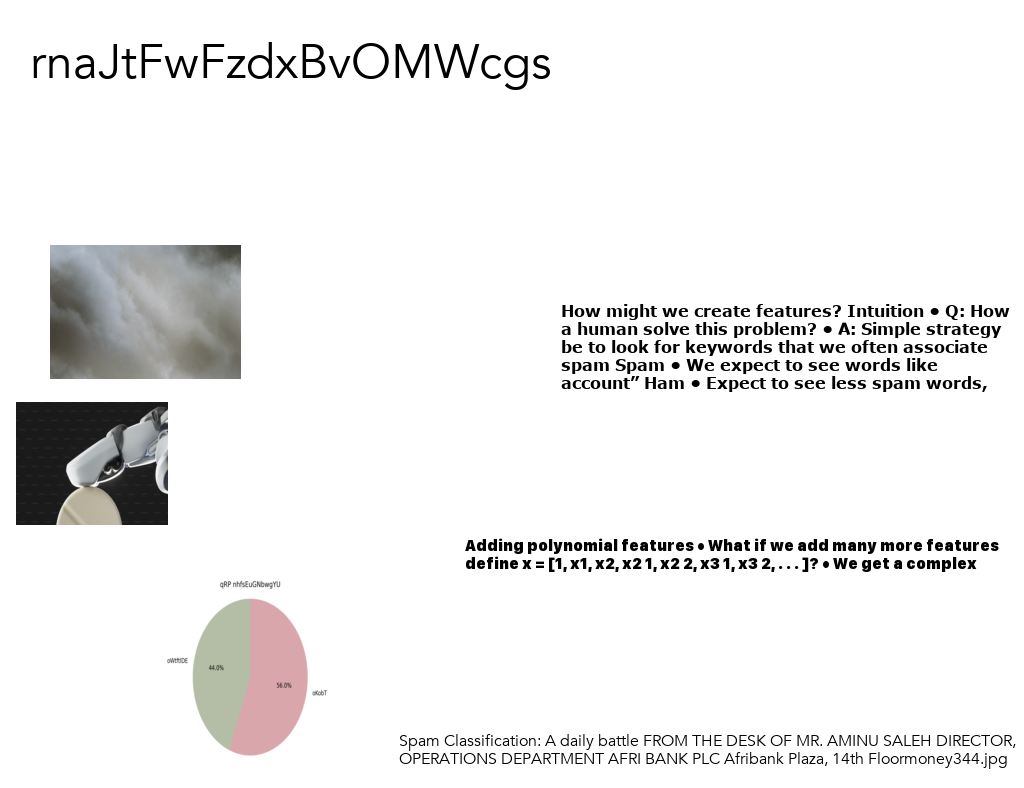 rnaJtFwFzdxBvOMWcgs
How might we create features? Intuition • Q: How
a human solve this problem? • A: Simple strategy
be to look for keywords that we often associate
spam Spam • We expect to see words like
account” Ham • Expect to see less spam words,
Adding polynomial features • What if we add many more features
define x = [1, x1, x2, x2 1, x2 2, x3 1, x3 2, . . . ]? • We get a complex
qRP nhfsEuGNbwgYU
44.0%
56.0%
oKobT
Spam Classification: A daily battle FROM THE DESK OF MR. AMINU SALEH DIRECTOR,
OPERATIONS DEPARTMENT AFRI BANK PLC Afribank Plaza, 14th Floormoney344.jpg